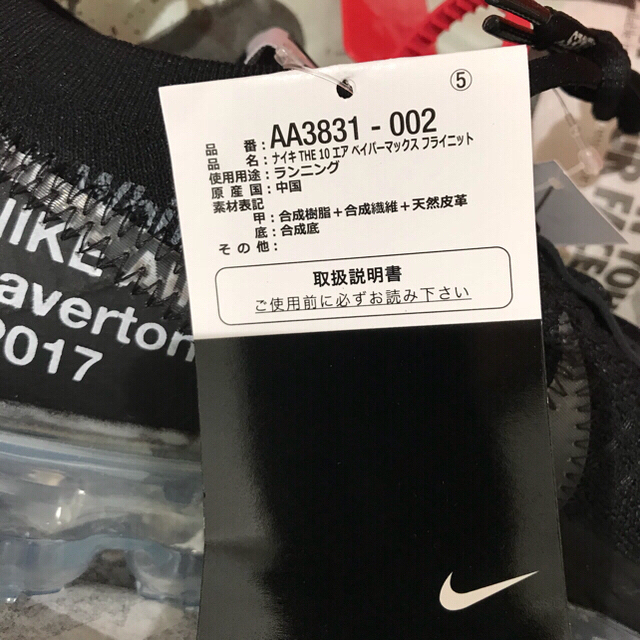 ⑤
品番：AA3831 - 002
品名：ナイキ THE 10 エア ベイパーマックス フライニット
使用用途：ランニング
原産国：中国
素材表記
甲：合成樹脂＋合成繊維＋天然皮革
底：合成底
その他：
取扱説明書
ご使用前に必ずお読み下さい
NIKE AI
averton
2017